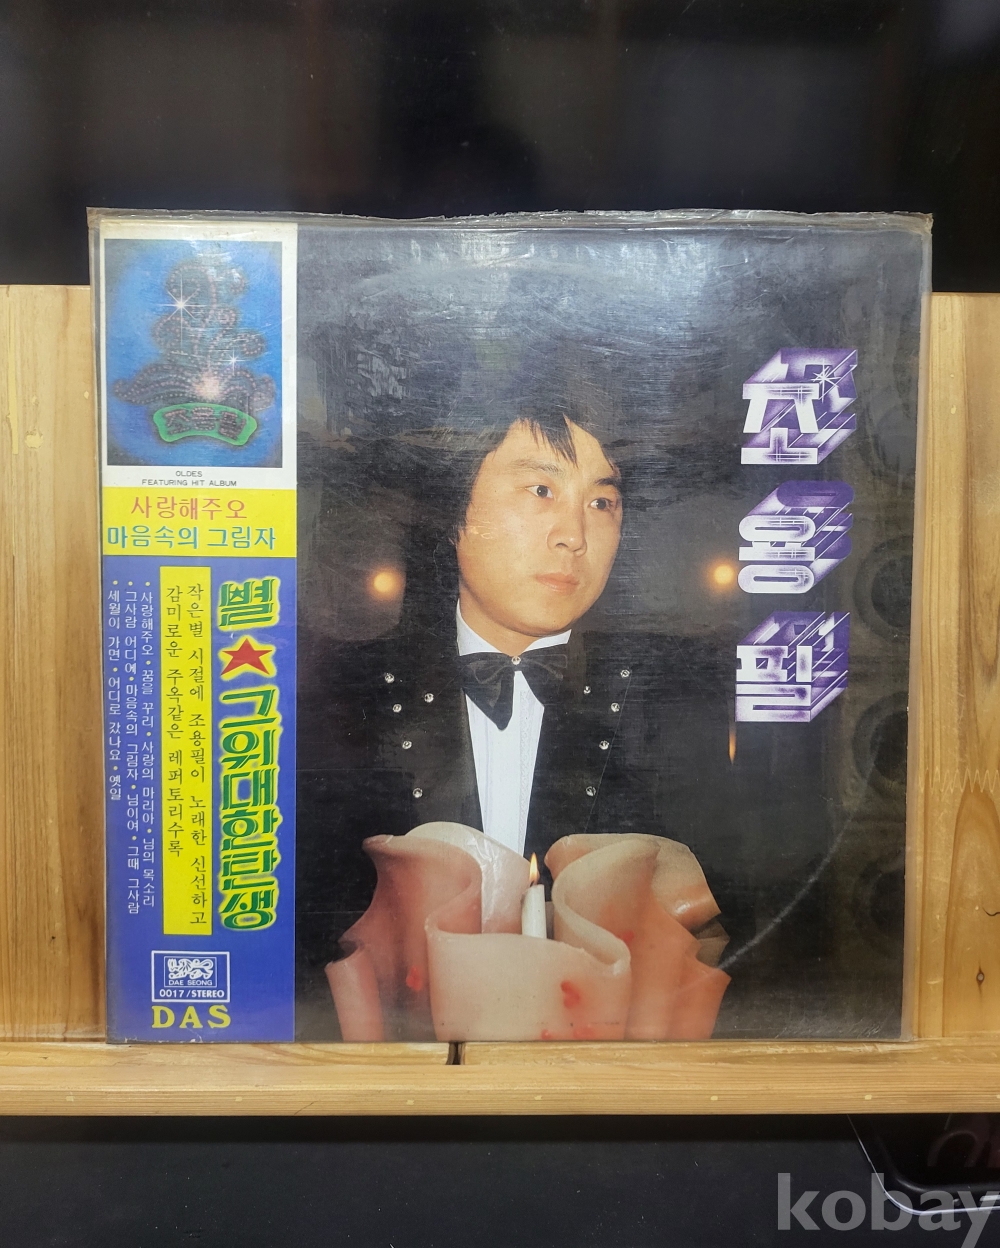 조용필
OLDES
FEATURING HIT ALBUM
사랑해주오
마음속의 그림자
별★그위대한탄생
작은별 시절에 조용필이 노래한 신선하고
감미로운 주옥같은 레퍼토리수록
•사랑해주오•꿈을 꾸리•사랑의 마리아•님의 목소리
•그사람 어디에•마음속의 그림자•님이여•그때 그사람
•세월이 가면•어디로 갔나요•옛일
DAE SEONG
0017/STEREO
DAS
조
용
필
kobay